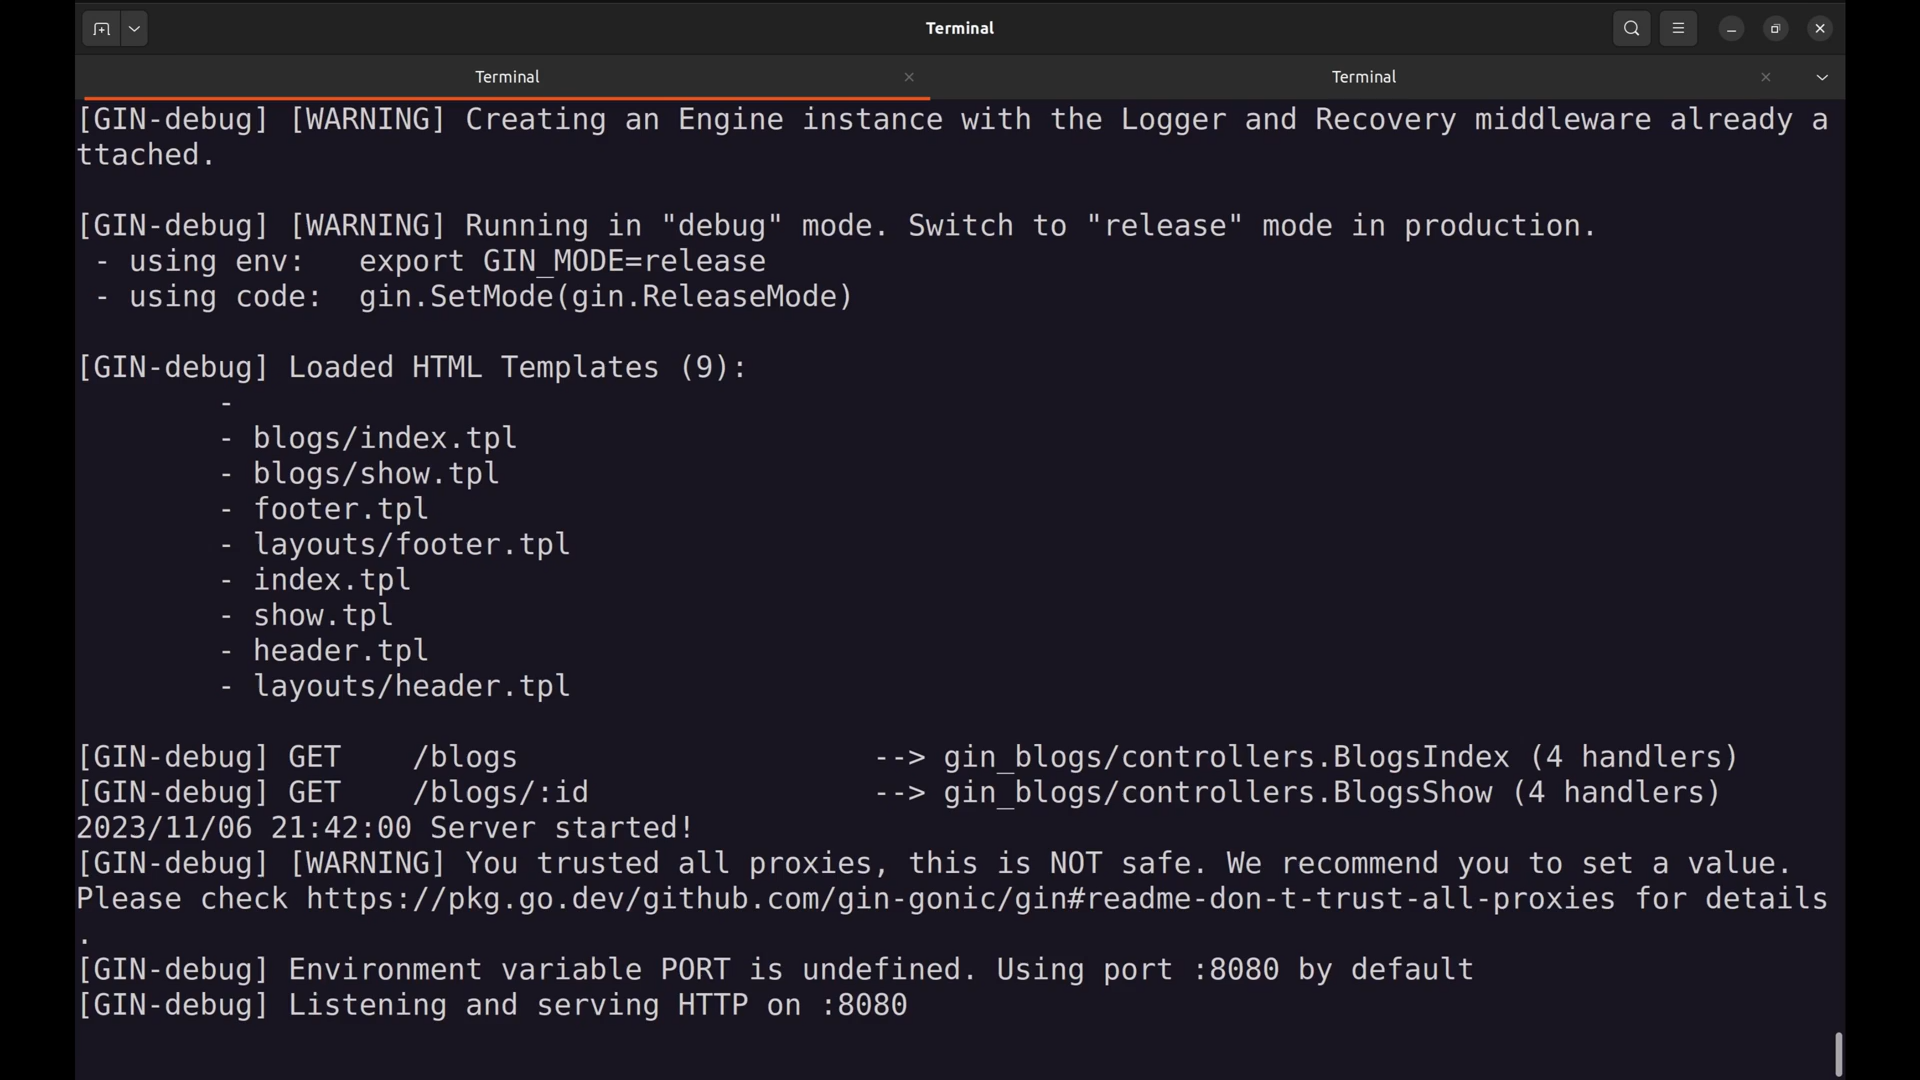 Terminal
Terminal
Terminal
[GIN-debug] [WARNING] Creating an Engine instance with the Logger and Recovery middleware already a
ttached.
[GIN-debug] [WARNING] Running in "debug" mode. Switch to "release" mode in production.
 - using env:   export GIN_MODE=release
 - using code:  gin.SetMode(gin.ReleaseMode)
[GIN-debug] Loaded HTML Templates (9):
        -
        - blogs/index.tpl
        - blogs/show.tpl
        - footer.tpl
        - layouts/footer.tpl
        - index.tpl
        - show.tpl
        - header.tpl
        - layouts/header.tpl
[GIN-debug] GET    /blogs                    --> gin_blogs/controllers.BlogsIndex (4 handlers)
[GIN-debug] GET    /blogs/:id                --> gin_blogs/controllers.BlogsShow (4 handlers)
2023/11/06 21:42:00 Server started!
[GIN-debug] [WARNING] You trusted all proxies, this is NOT safe. We recommend you to set a value.
Please check https://pkg.go.dev/github.com/gin-gonic/gin#readme-don-t-trust-all-proxies for details
.
[GIN-debug] Environment variable PORT is undefined. Using port :8080 by default
[GIN-debug] Listening and serving HTTP on :8080